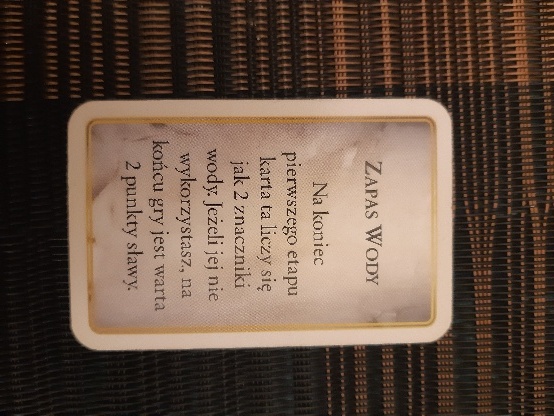 ZAPAS WODY
Na koniec
pierwszego etapu
karta ta liczy się
jak 2 znaczniki
wody. Jeżeli jej nie
wykorzystasz, na
końcu gry jest warta
2 punkty sławy.